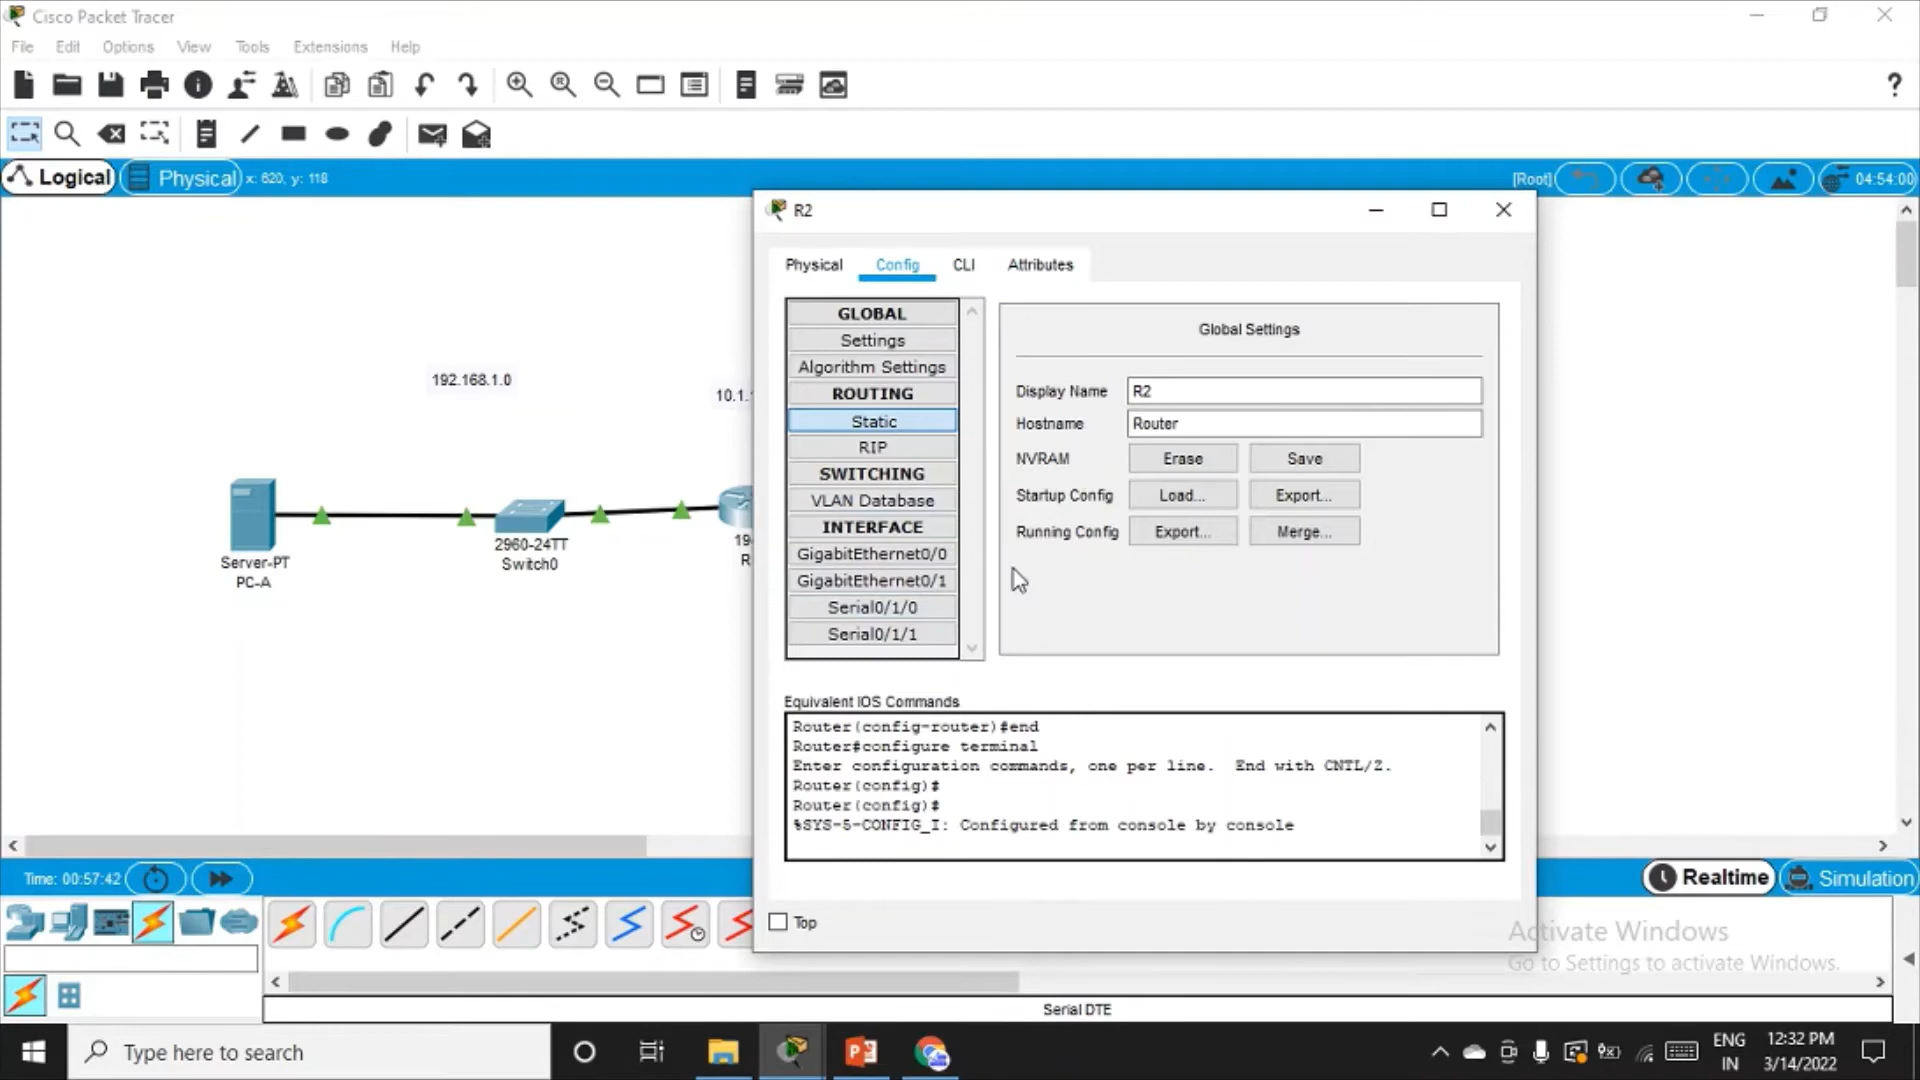 Cisco Packet Tracer
File Edit Options View Tools Extensions Help
?
Logical Physical x: 620, y: 118 [Root] 04:54:00
R2
Physical Config CLI Attributes
GLOBAL
Settings
Algorithm Settings
ROUTING
Static
RIP
SWITCHING
VLAN Database
INTERFACE
GigabitEthernet0/0
GigabitEthernet0/1
Serial0/1/0
Serial0/1/1
Global Settings
Display Name R2
Hostname Router
NVRAM Erase Save
Startup Config Load... Export...
Running Config Export... Merge...
Equivalent IOS Commands
Router(config-router)#end
Router#configure terminal
Enter configuration commands, one per line. End with CNTL/Z.
Router(config)#
Router(config)#
%SYS-5-CONFIG_I: Configured from console by console
Top
192.168.1.0
10.1.
Server-PT
PC-A
2960-24TT
Switch0
19
R
Time: 00:57:42
Realtime Simulation
Activate Windows
Go to Settings to activate Windows.
Serial DTE
Type here to search
ENG
IN
12:32 PM
3/14/2022